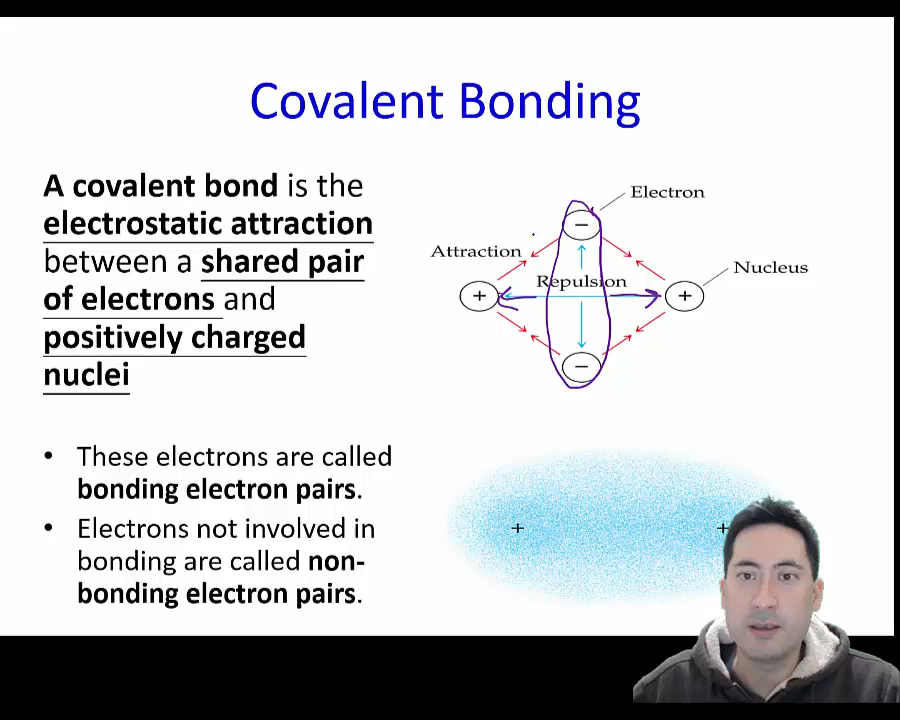 Covalent Bonding
A covalent bond is the
electrostatic attraction
between a shared pair
of electrons and
positively charged
nuclei
• These electrons are called
bonding electron pairs.
• Electrons not involved in
bonding are called non-
bonding electron pairs.
Electron
−
Attraction
Nucleus
Repulsion
+
+
−
+
+